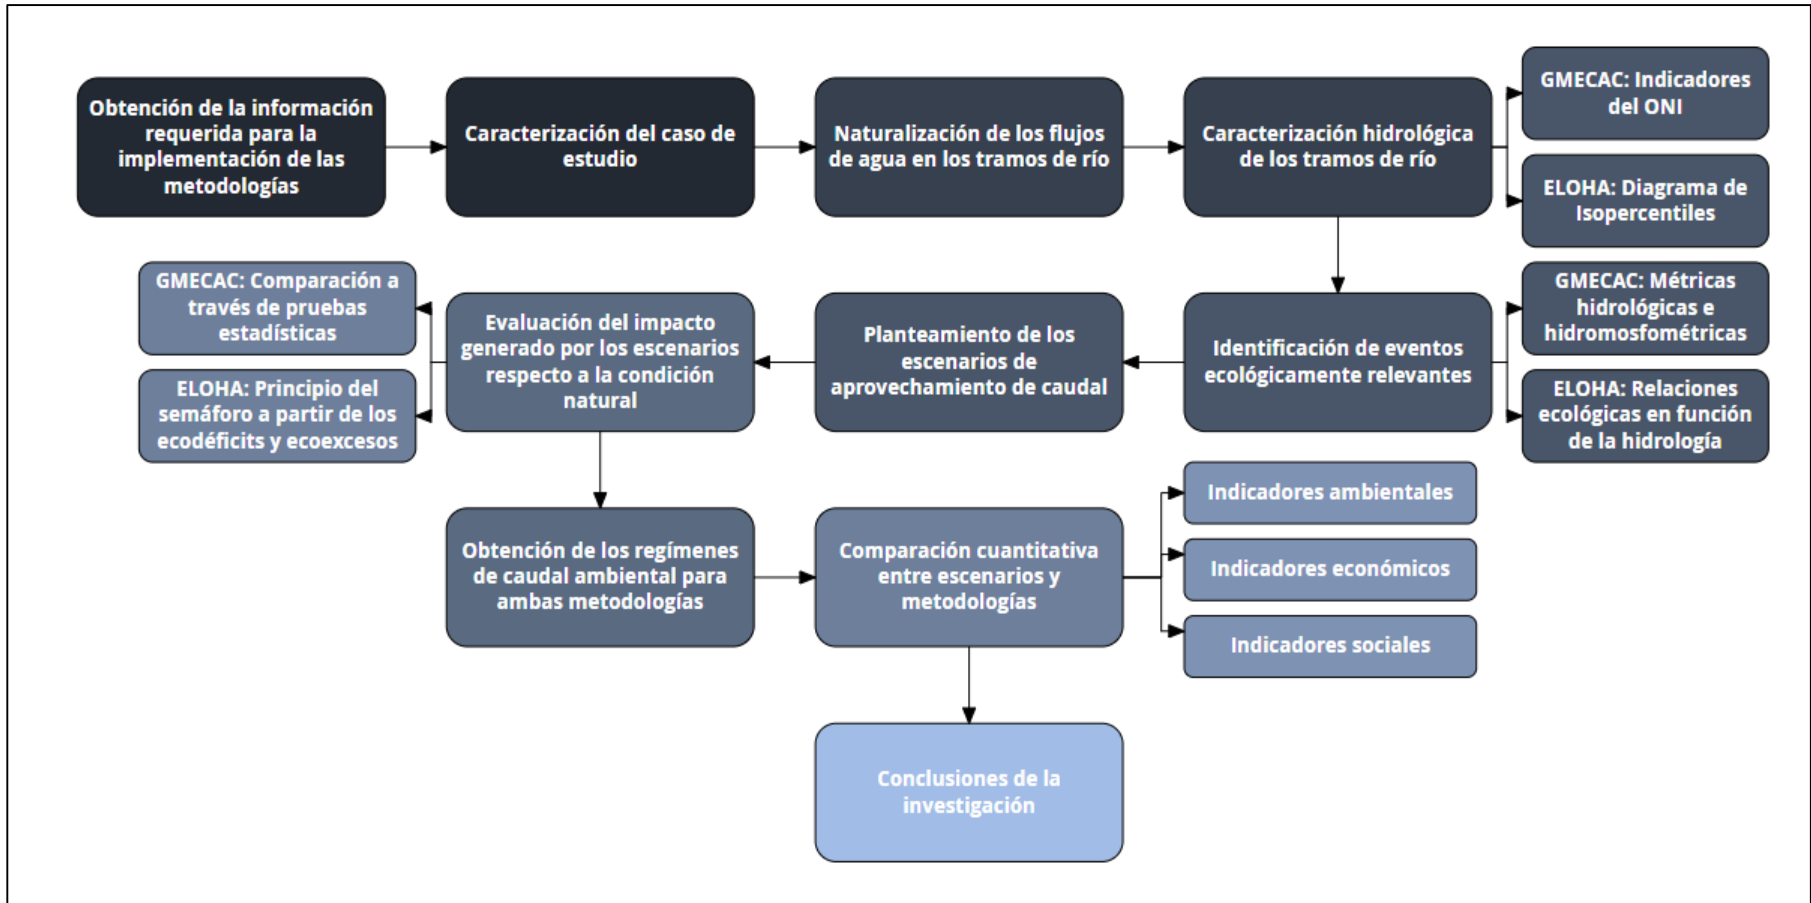 Obtención de la información
requerida para la
implementación de las
metodologías
Caracterización del caso de
estudio
Naturalización de los flujos
de agua en los tramos de río
Caracterización hidrológica
de los tramos de río
GMECAC: Indicadores
del ONI
ELOHA: Diagrama de
Isopercentiles
GMECAC: Métricas
hidrológicas e
hidromosfométricas
ELOHA: Relaciones
ecológicas en función
de la hidrología
Identificación de eventos
ecológicamente relevantes
Planteamiento de los
escenarios de
aprovechamiento de caudal
Evaluación del impacto
generado por los escenarios
respecto a la condición
natural
GMECAC: Comparación a
través de pruebas
estadísticas
ELOHA: Principio del
semáforo a partir de los
ecodéficits y ecoexcesos
Obtención de los regímenes
de caudal ambiental para
ambas metodologías
Comparación cuantitativa
entre escenarios y
metodologías
Indicadores ambientales
Indicadores económicos
Indicadores sociales
Conclusiones de la
investigación